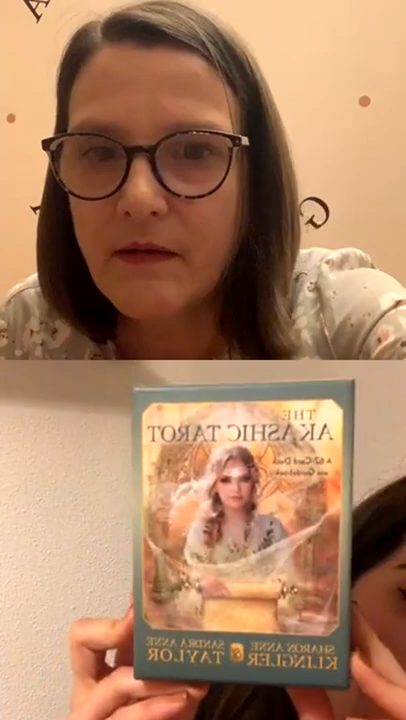 A
G
THE
AKASHIC TAROT
A 62-Card Deck
and Guidebook
SHARON ANNE
KLINGLER
&
SANDRA ANNE
TAYLOR